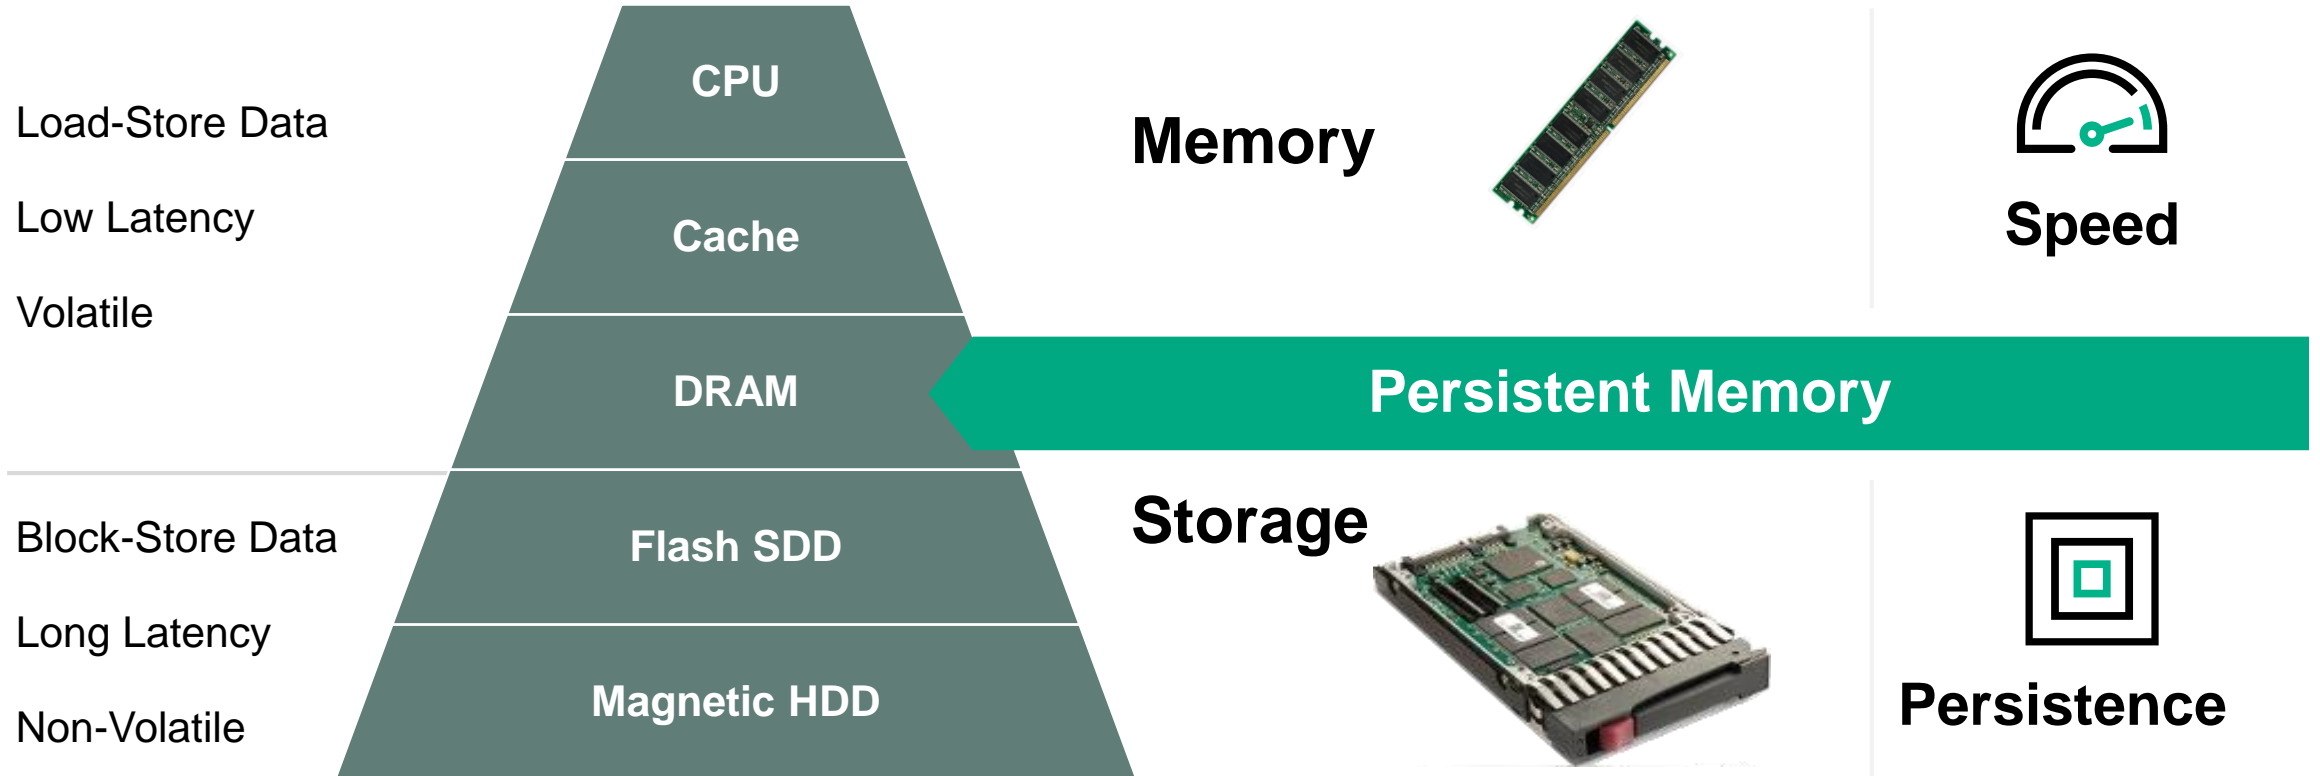 Load-Store Data
Low Latency
Volatile
Block-Store Data
Long Latency
Non-Volatile
CPU
Cache
DRAM
Flash SDD
Magnetic HDD
Memory
Speed
Persistent Memory
Storage
Persistence